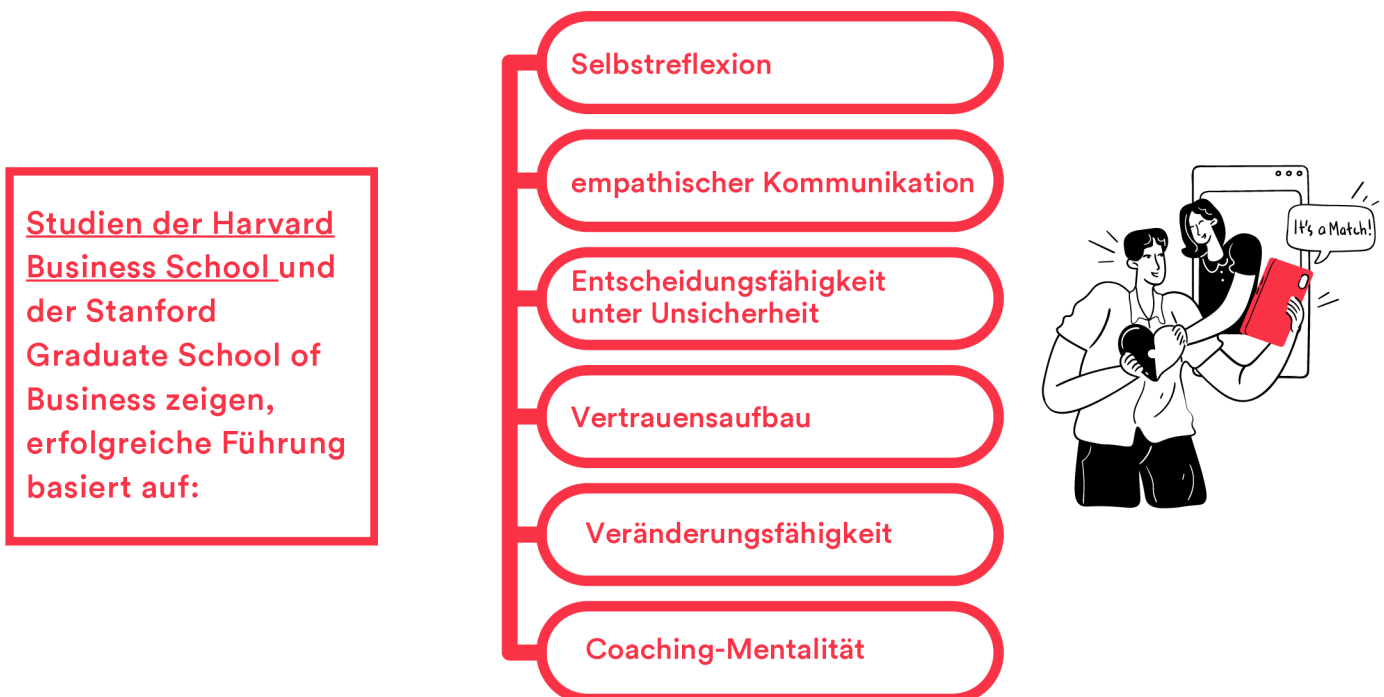 Studien der Harvard
Business School und
der Stanford
Graduate School of
Business zeigen,
erfolgreiche Führung
basiert auf:
Selbstreflexion
empathischer Kommunikation
Entscheidungsfähigkeit
unter Unsicherheit
Vertrauensaufbau
Veränderungsfähigkeit
Coaching-Mentalität
It's a Match!